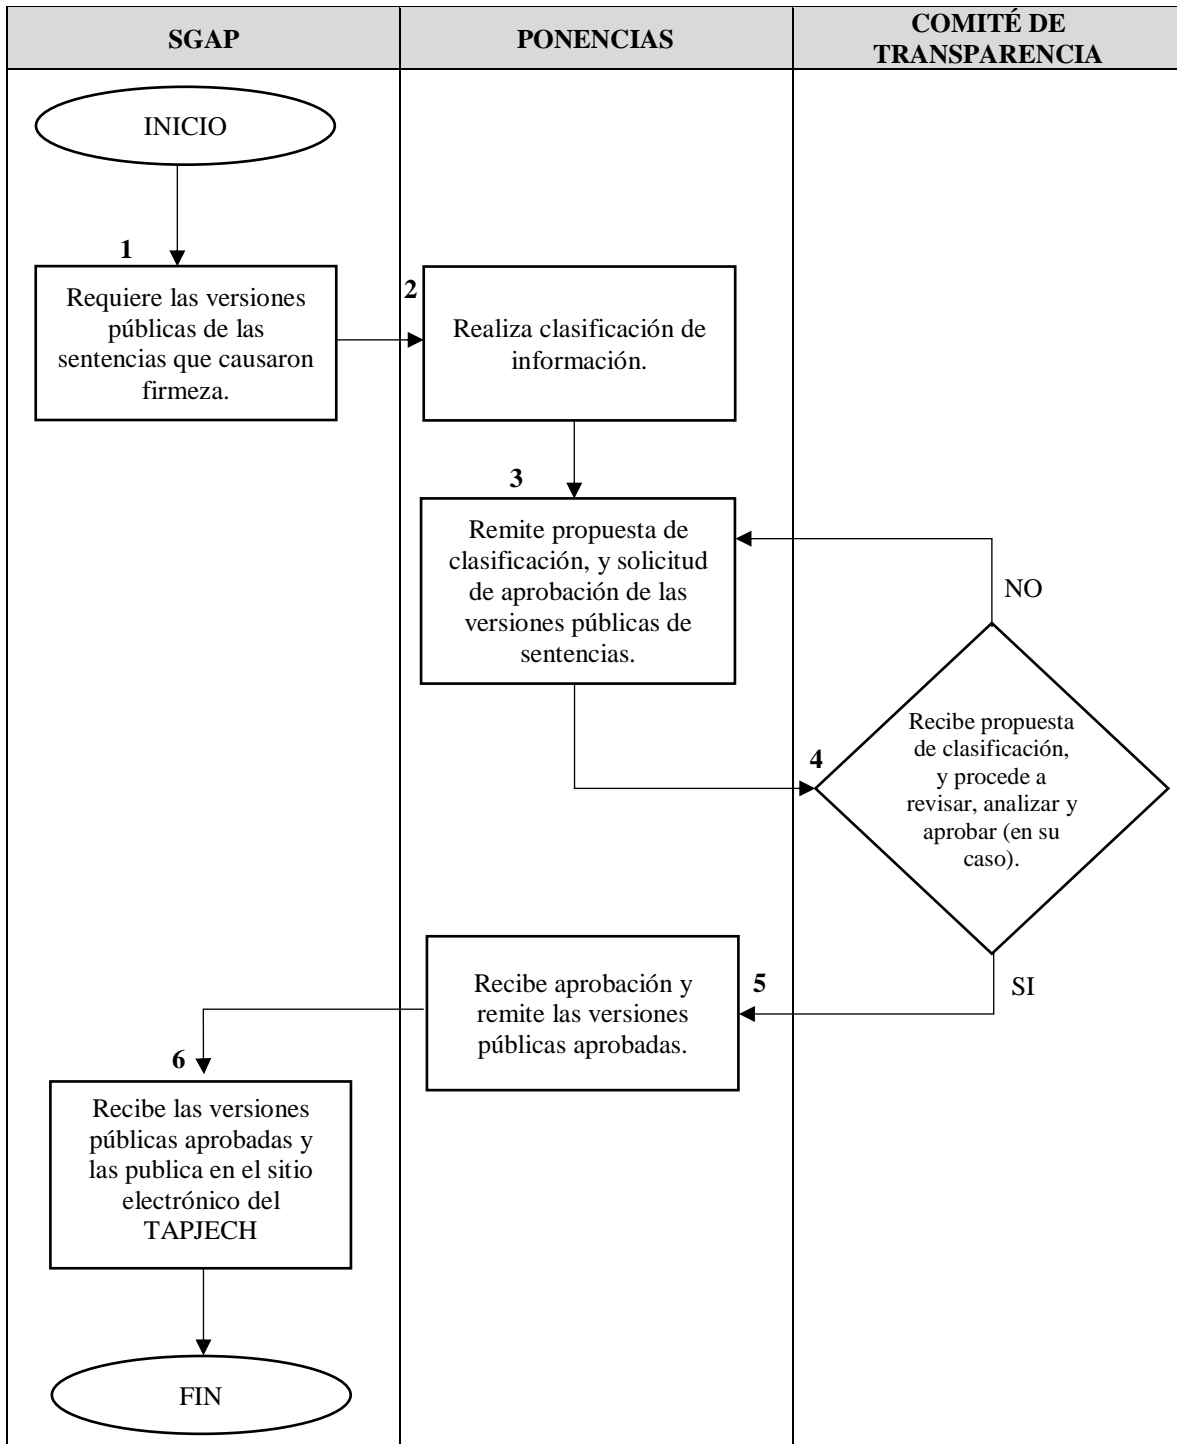 SGAP
PONENCIAS
COMITÉ DE
TRANSPARENCIA
INICIO
1
Requiere las versiones
públicas de las
sentencias que causaron
firmeza.
2
Realiza clasificación de
información.
3
Remite propuesta de
clasificación, y solicitud
de aprobación de las
versiones públicas de
sentencias.
NO
4
Recibe propuesta
de clasificación,
y procede a
revisar, analizar y
aprobar (en su
caso).
SI
5
Recibe aprobación y
remite las versiones
públicas aprobadas.
6
Recibe las versiones
públicas aprobadas y
las publica en el sitio
electrónico del
TAPJECH
FIN